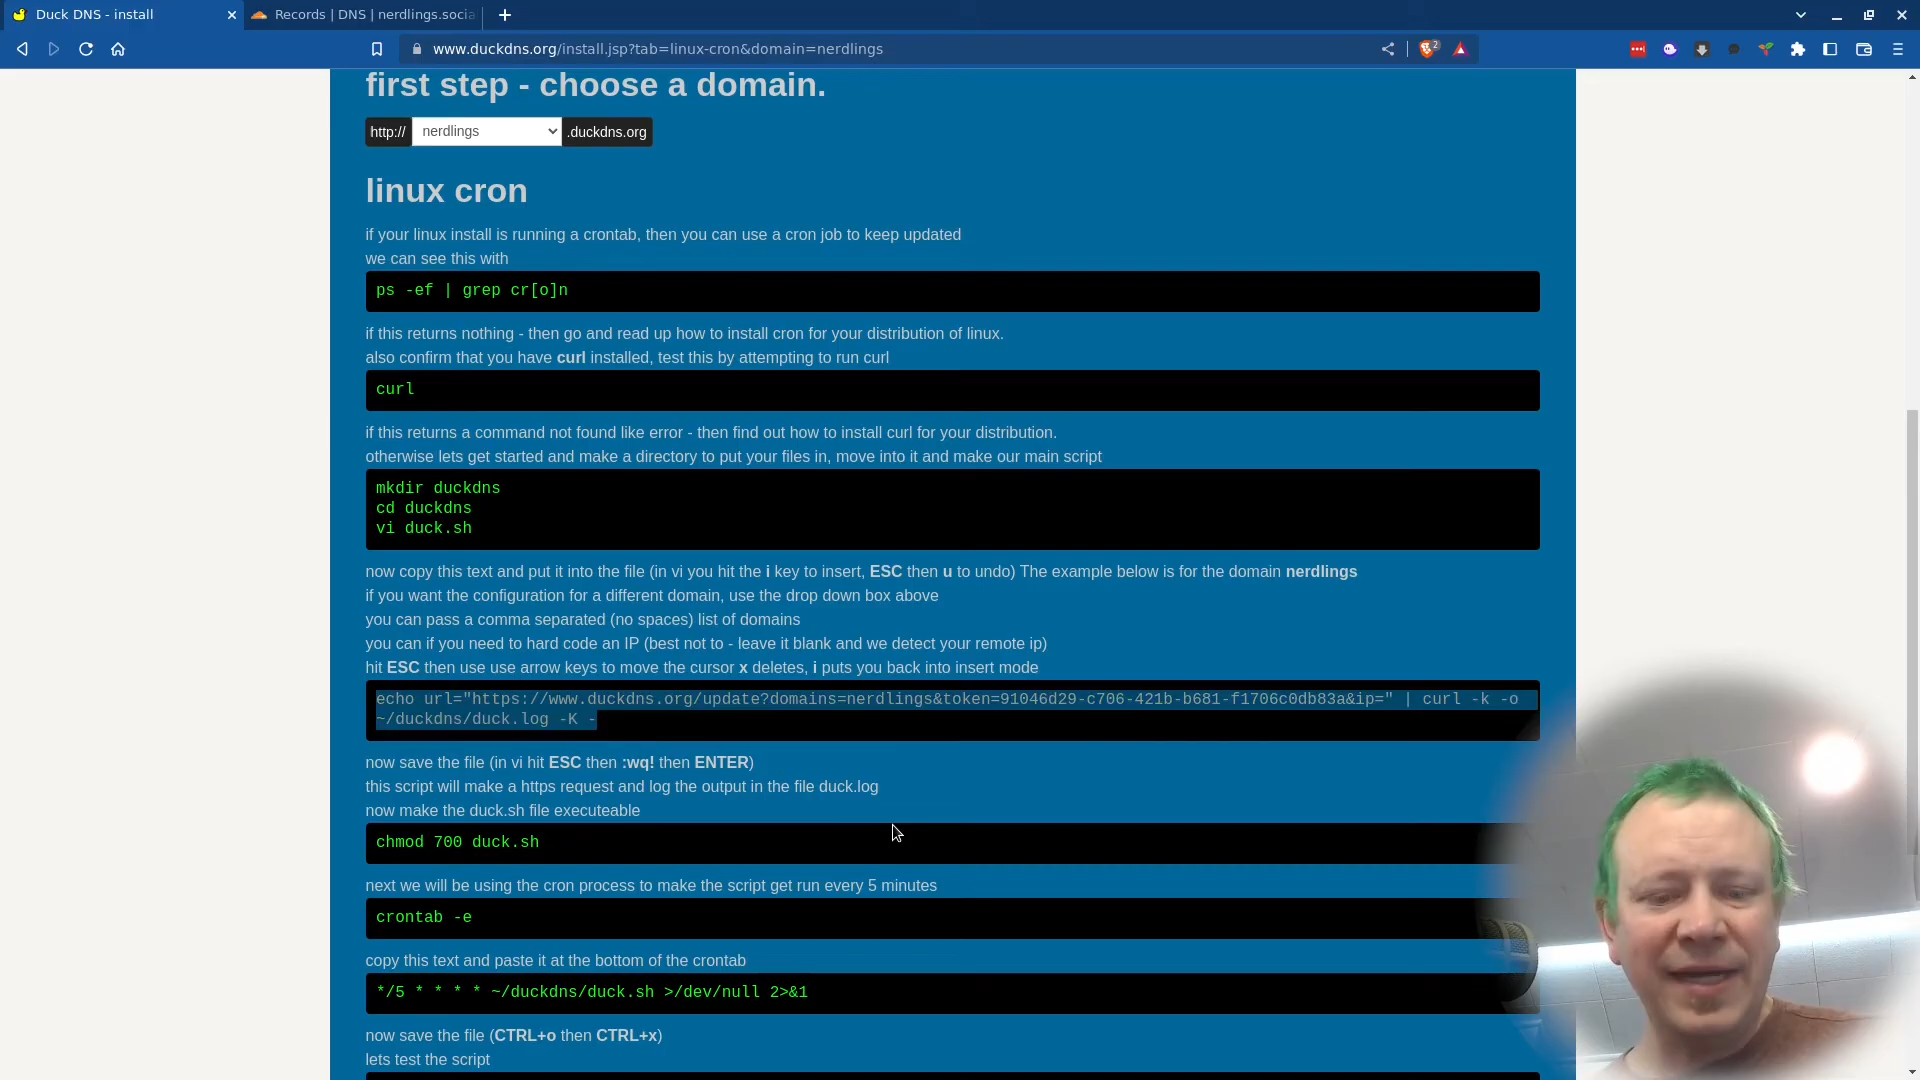 Duck DNS - install
Records | DNS | nerdlings.socia
www.duckdns.org/install.jsp?tab=linux-cron&domain=nerdlings
2
first step - choose a domain.
http:// nerdlings .duckdns.org
linux cron
if your linux install is running a crontab, then you can use a cron job to keep updated
we can see this with
ps -ef | grep cr[o]n
if this returns nothing - then go and read up how to install cron for your distribution of linux.
also confirm that you have curl installed, test this by attempting to run curl
curl
if this returns a command not found like error - then find out how to install curl for your distribution.
otherwise lets get started and make a directory to put your files in, move into it and make our main script
mkdir duckdns
cd duckdns
vi duck.sh
now copy this text and put it into the file (in vi you hit the i key to insert, ESC then u to undo) The example below is for the domain nerdlings
if you want the configuration for a different domain, use the drop down box above
you can pass a comma separated (no spaces) list of domains
you can if you need to hard code an IP (best not to - leave it blank and we detect your remote ip)
hit ESC then use use arrow keys to move the cursor x deletes, i puts you back into insert mode
echo url="https://www.duckdns.org/update?domains=nerdlings&token=91046d29-c706-421b-b681-f1706c0db83a&ip=" | curl -k -o
~/duckdns/duck.log -K -
now save the file (in vi hit ESC then :wq! then ENTER)
this script will make a https request and log the output in the file duck.log
now make the duck.sh file executeable
chmod 700 duck.sh
next we will be using the cron process to make the script get run every 5 minutes
crontab -e
copy this text and paste it at the bottom of the crontab
*/5 * * * * ~/duckdns/duck.sh >/dev/null 2>&1
now save the file (CTRL+o then CTRL+x)
lets test the script